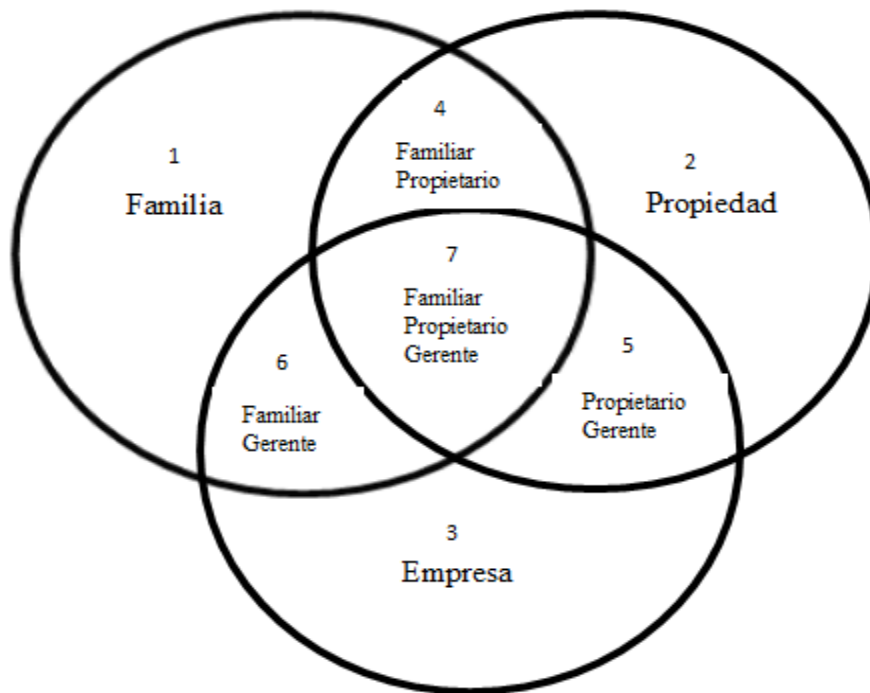 1
Familia
4
Familiar
Propietario
2
Propiedad
7
Familiar
Propietario
Gerente
6
Familiar
Gerente
5
Propietario
Gerente
3
Empresa